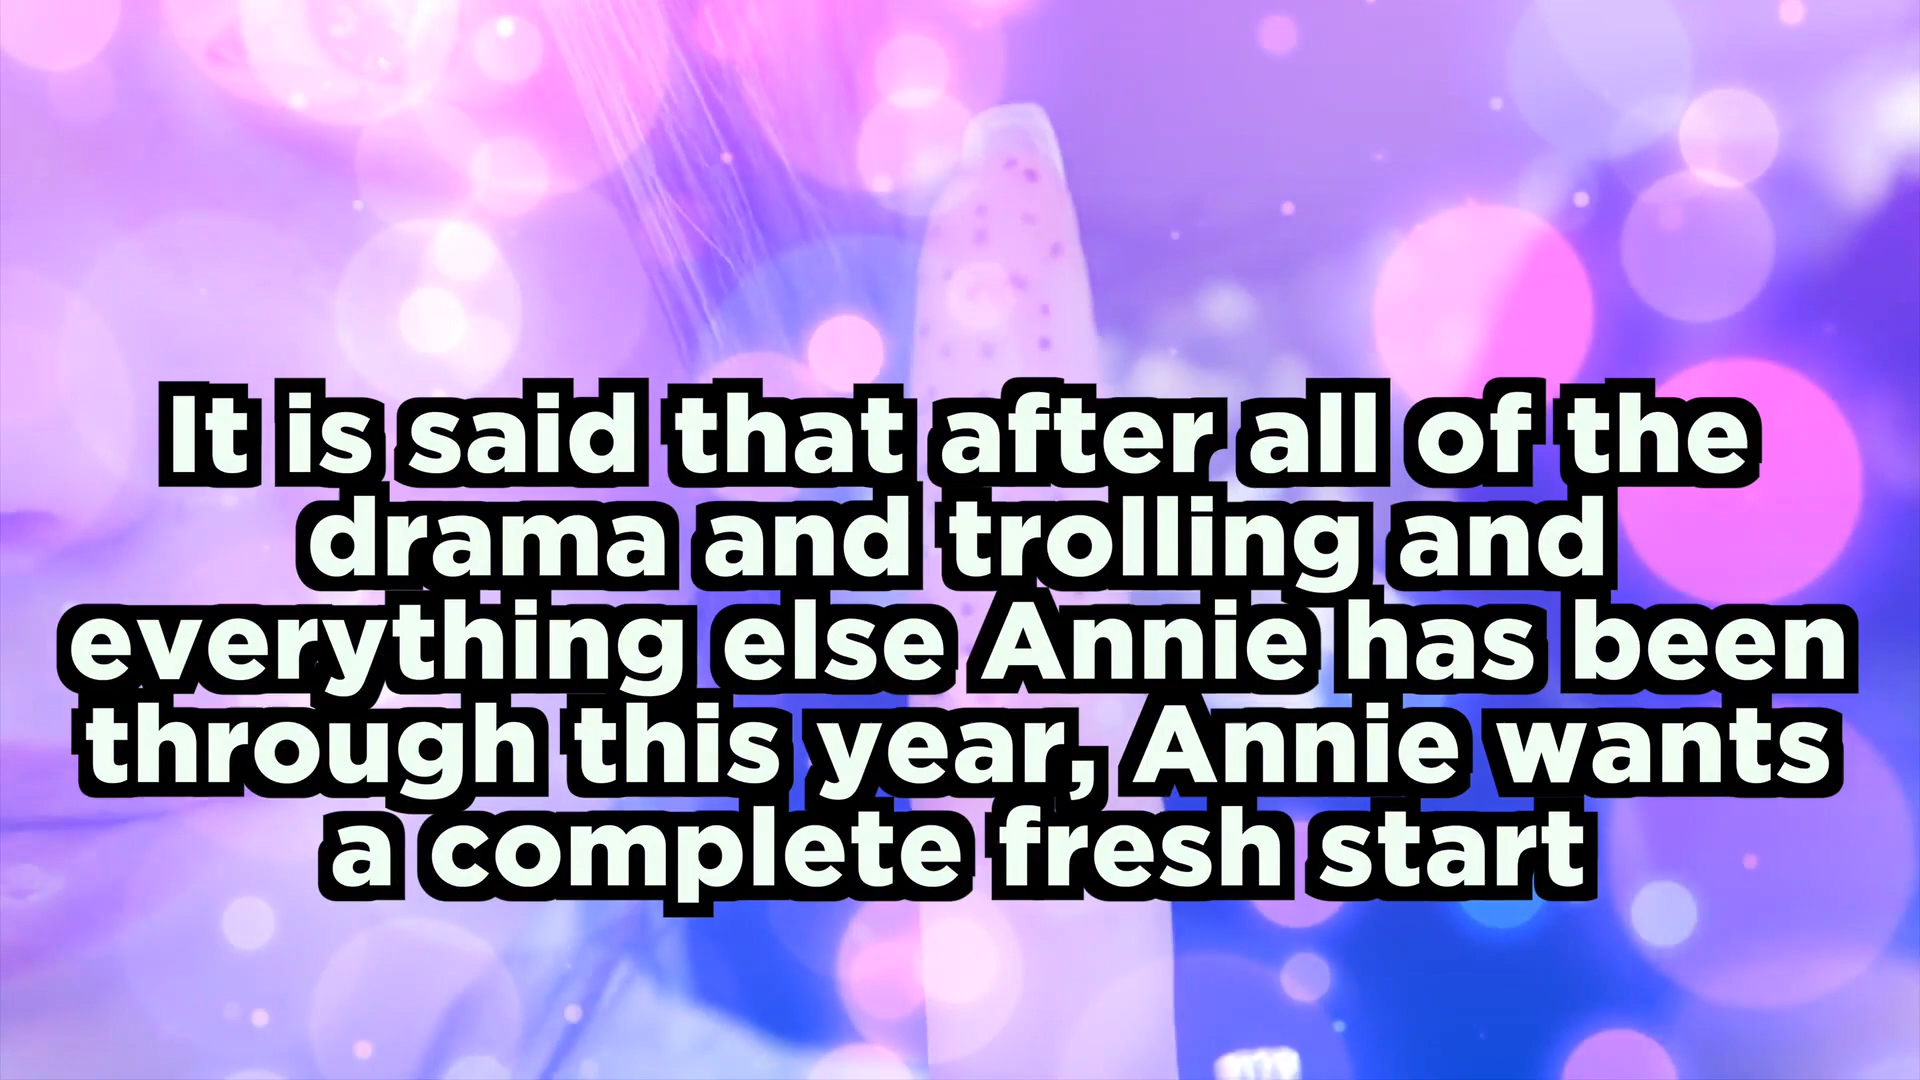 It is said that after all of the
drama and trolling and
everything else Annie has been
through this year, Annie wants
a complete fresh start